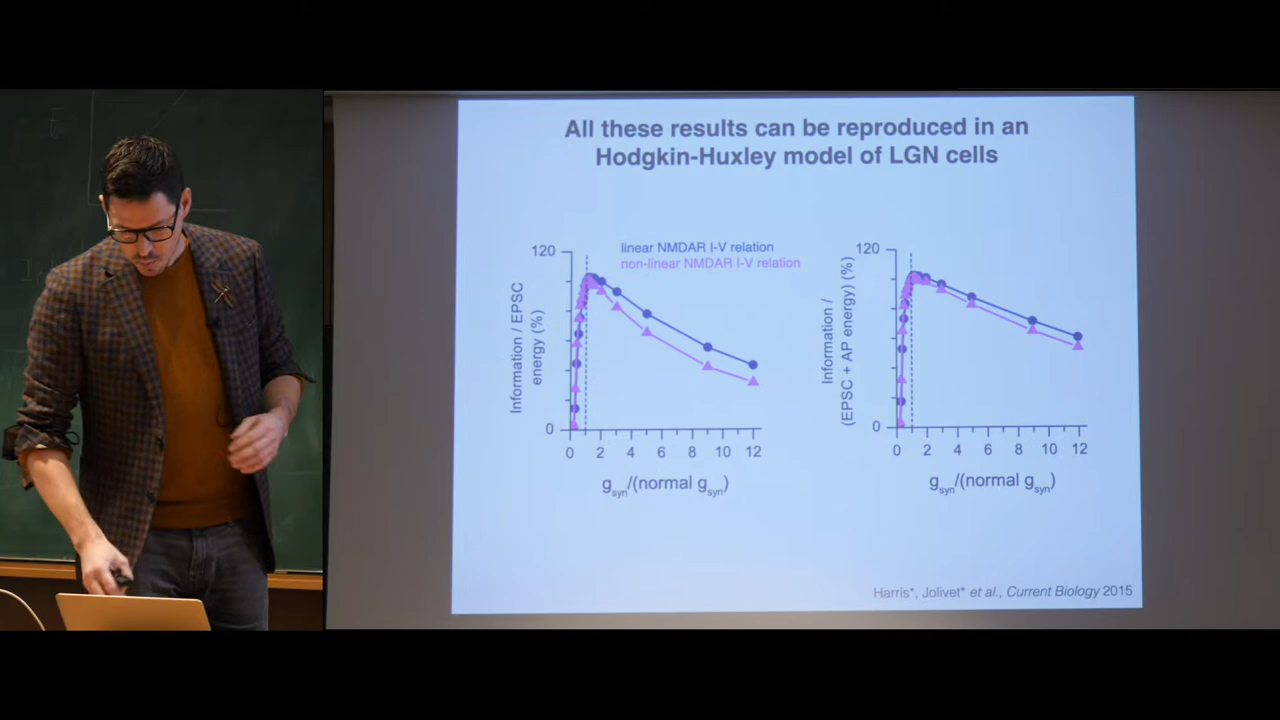 All these results can be reproduced in an
Hodgkin-Huxley model of LGN cells
120
linear NMDAR I-V relation
non-linear NMDAR I-V relation
Information / EPSC
energy (%)
0
0 2 4 6 8 10 12
gsyn/(normal gsyn)
120
Information /
(EPSC + AP energy) (%)
0
0 2 4 6 8 10 12
gsyn/(normal gsyn)
Harris*, Jolivet* et al., Current Biology 2015